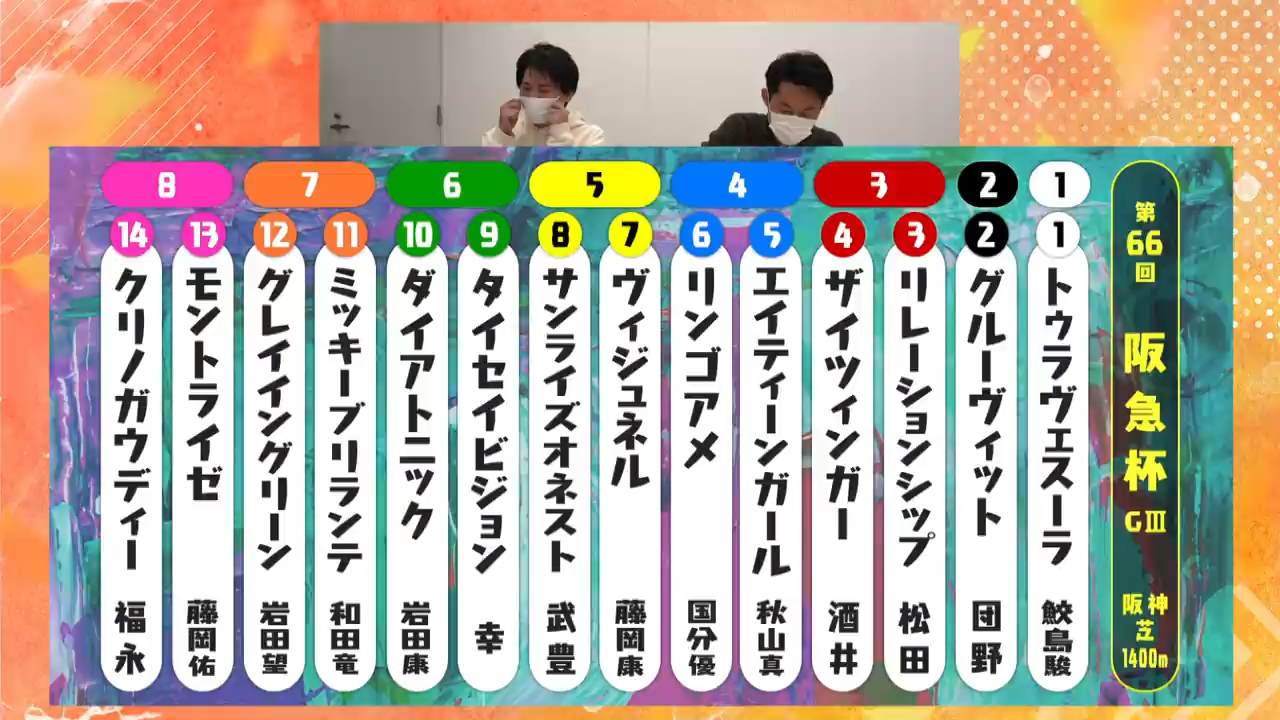 第
66
回
阪急杯
GⅢ
阪神
芝
1400m
1
1
トゥラヴェスーラ
鮫島駿
2
2
グルーヴィット
団野
3
3
リレーションシップ
松田
4
ザイツィンガー
酒井
4
5
エイティーンガール
秋山真
6
リンゴアメ
国分優
5
7
ヴィジュネル
藤岡康
8
サンライズオネスト
武豊
6
9
タイセイビジョン
幸
10
ダイアトニック
岩田康
7
11
ミッキーブリランテ
和田竜
12
グレイイングリーン
岩田望
8
13
モントライゼ
藤岡佑
14
クリノガウディー
福永